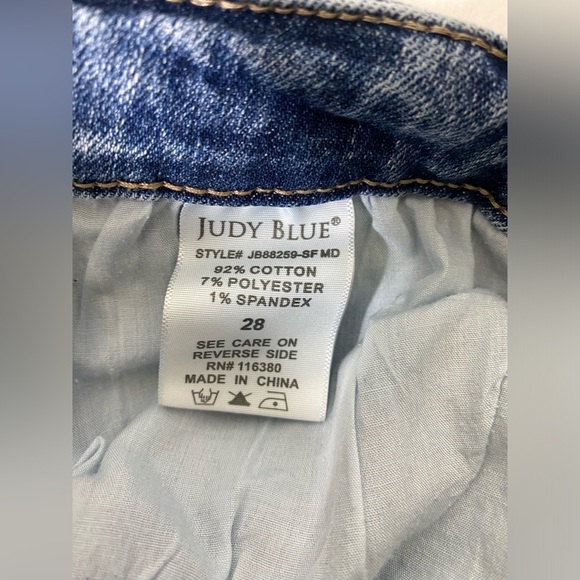 JUDY BLUE®
STYLE# JB88259-SF MD
92% COTTON
7% POLYESTER
1% SPANDEX
28
SEE CARE ON
REVERSE SIDE
RN# 116380
MADE IN CHINA